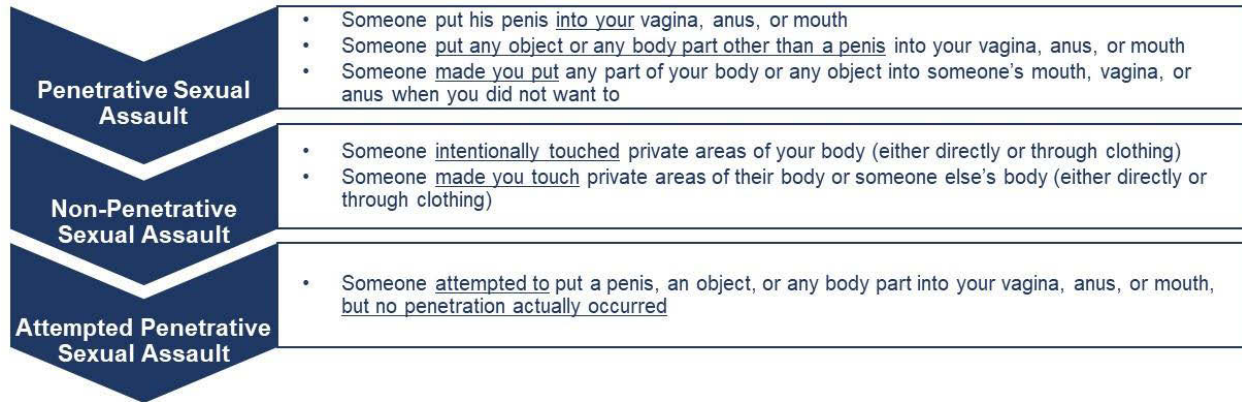 Penetrative Sexual
Assault
• Someone put his penis into your vagina, anus, or mouth
• Someone put any object or any body part other than a penis into your vagina, anus, or mouth
• Someone made you put any part of your body or any object into someone's mouth, vagina, or
anus when you did not want to
Non-Penetrative
Sexual Assault
• Someone intentionally touched private areas of your body (either directly or through clothing)
• Someone made you touch private areas of their body or someone else's body (either directly or
through clothing)
Attempted Penetrative
Sexual Assault
• Someone attempted to put a penis, an object, or any body part into your vagina, anus, or mouth,
but no penetration actually occurred